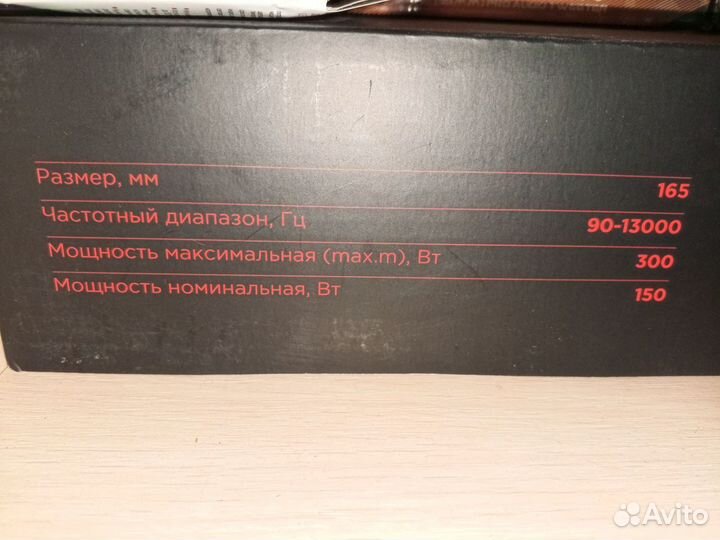 Размер, мм 165
Частотный диапазон, Гц 90-13000
Мощность максимальная (max.m), Вт 300
Мощность номинальная, Вт 150
Avito